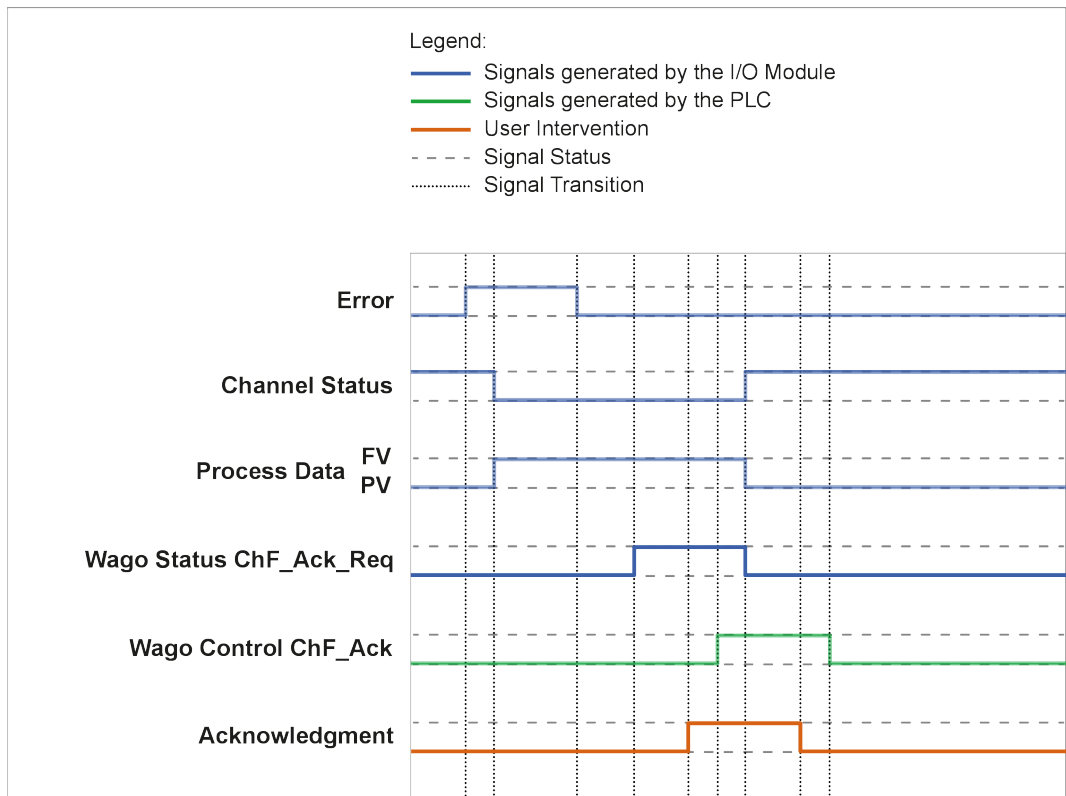 Legend:
Signals generated by the I/O Module
Signals generated by the PLC
User Intervention
Signal Status
Signal Transition
Error
Channel Status
Process Data FV
PV
Wago Status ChF_Ack_Req
Wago Control ChF_Ack
Acknowledgment